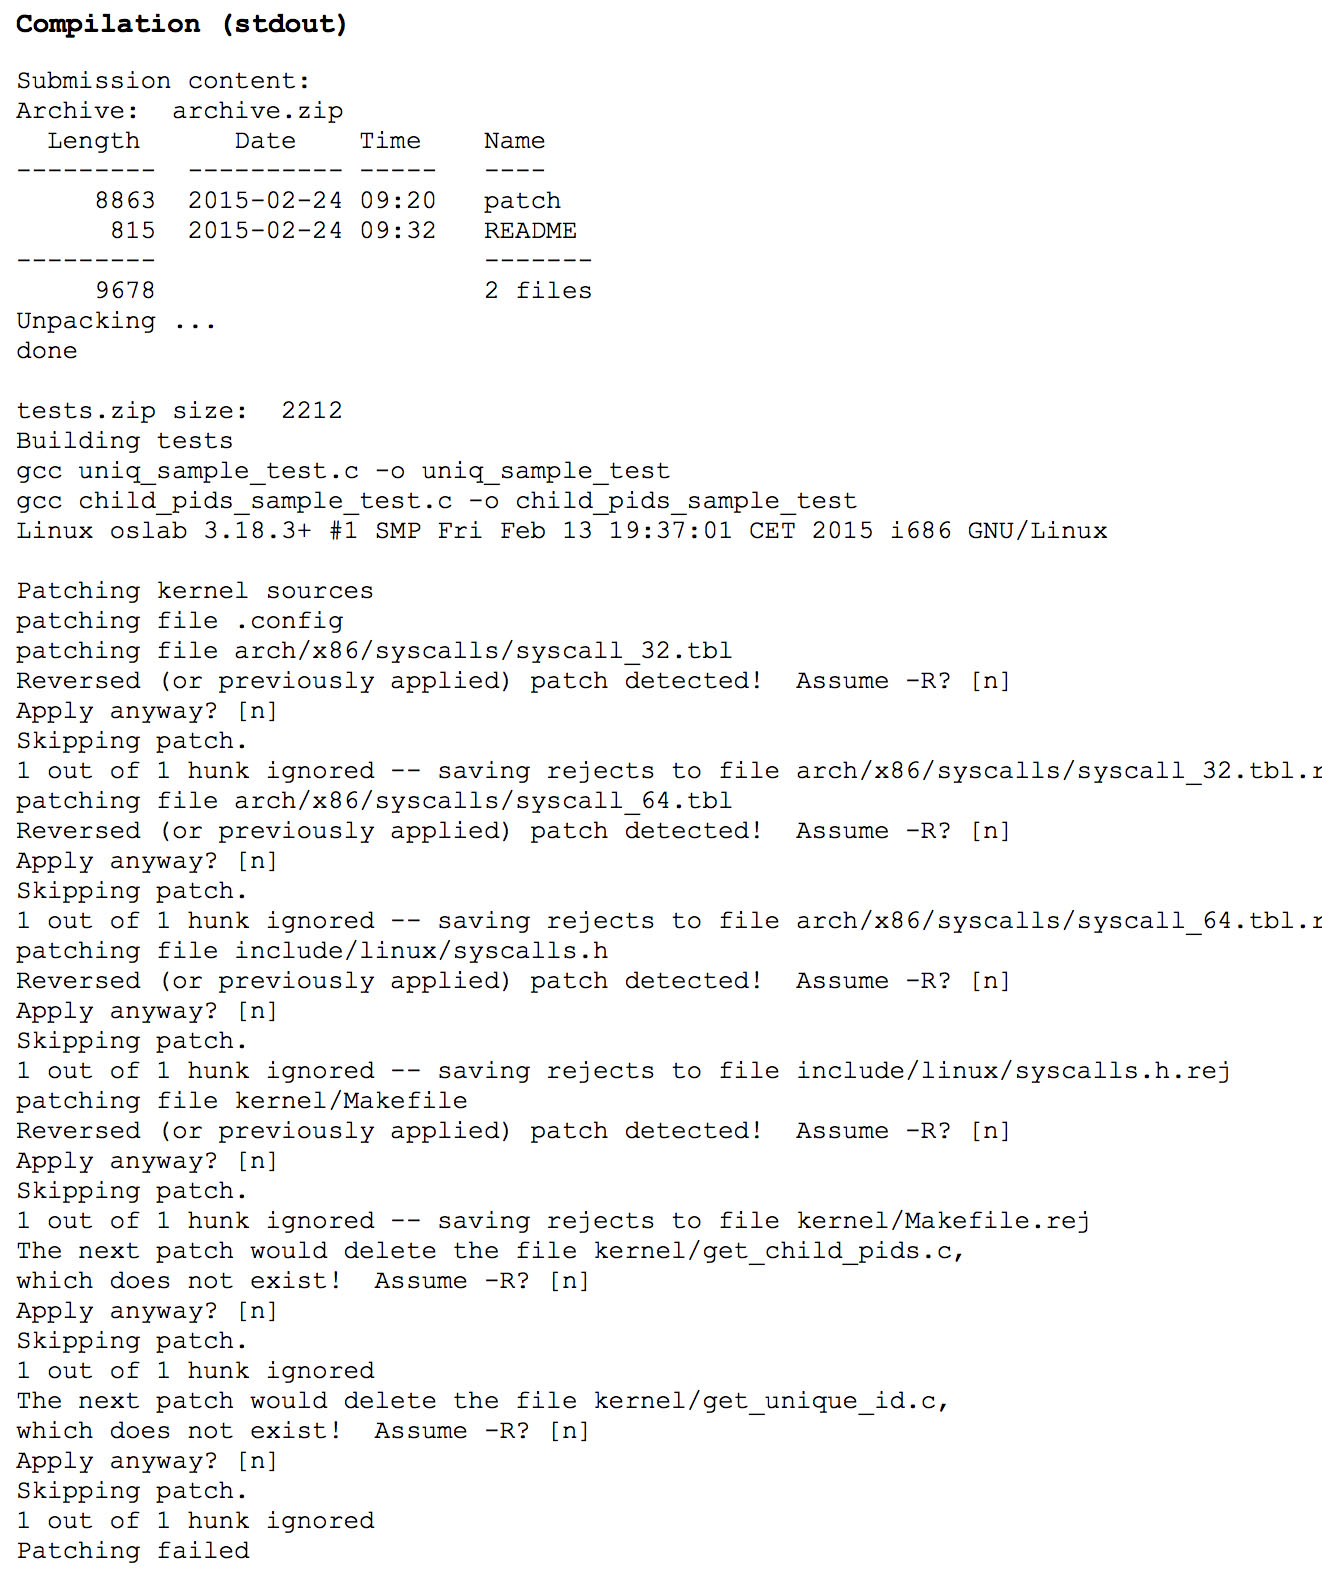 Compilation (stdout)
Submission content:
Archive:  archive.zip
  Length      Date    Time    Name
---------  ---------- -----   ----
     8863  2015-02-24 09:20   patch
      815  2015-02-24 09:32   README
---------                     -------
     9678                     2 files
Unpacking ...
done
tests.zip size:  2212
Building tests
gcc uniq_sample_test.c -o uniq_sample_test
gcc child_pids_sample_test.c -o child_pids_sample_test
Linux oslab 3.18.3+ #1 SMP Fri Feb 13 19:37:01 CET 2015 i686 GNU/Linux
Patching kernel sources
patching file .config
patching file arch/x86/syscalls/syscall_32.tbl
Reversed (or previously applied) patch detected!  Assume -R? [n]
Apply anyway? [n]
Skipping patch.
1 out of 1 hunk ignored -- saving rejects to file arch/x86/syscalls/syscall_32.tbl.r
patching file arch/x86/syscalls/syscall_64.tbl
Reversed (or previously applied) patch detected!  Assume -R? [n]
Apply anyway? [n]
Skipping patch.
1 out of 1 hunk ignored -- saving rejects to file arch/x86/syscalls/syscall_64.tbl.r
patching file include/linux/syscalls.h
Reversed (or previously applied) patch detected!  Assume -R? [n]
Apply anyway? [n]
Skipping patch.
1 out of 1 hunk ignored -- saving rejects to file include/linux/syscalls.h.rej
patching file kernel/Makefile
Reversed (or previously applied) patch detected!  Assume -R? [n]
Apply anyway? [n]
Skipping patch.
1 out of 1 hunk ignored -- saving rejects to file kernel/Makefile.rej
The next patch would delete the file kernel/get_child_pids.c,
which does not exist!  Assume -R? [n]
Apply anyway? [n]
Skipping patch.
1 out of 1 hunk ignored
The next patch would delete the file kernel/get_unique_id.c,
which does not exist!  Assume -R? [n]
Apply anyway? [n]
Skipping patch.
1 out of 1 hunk ignored
Patching failed